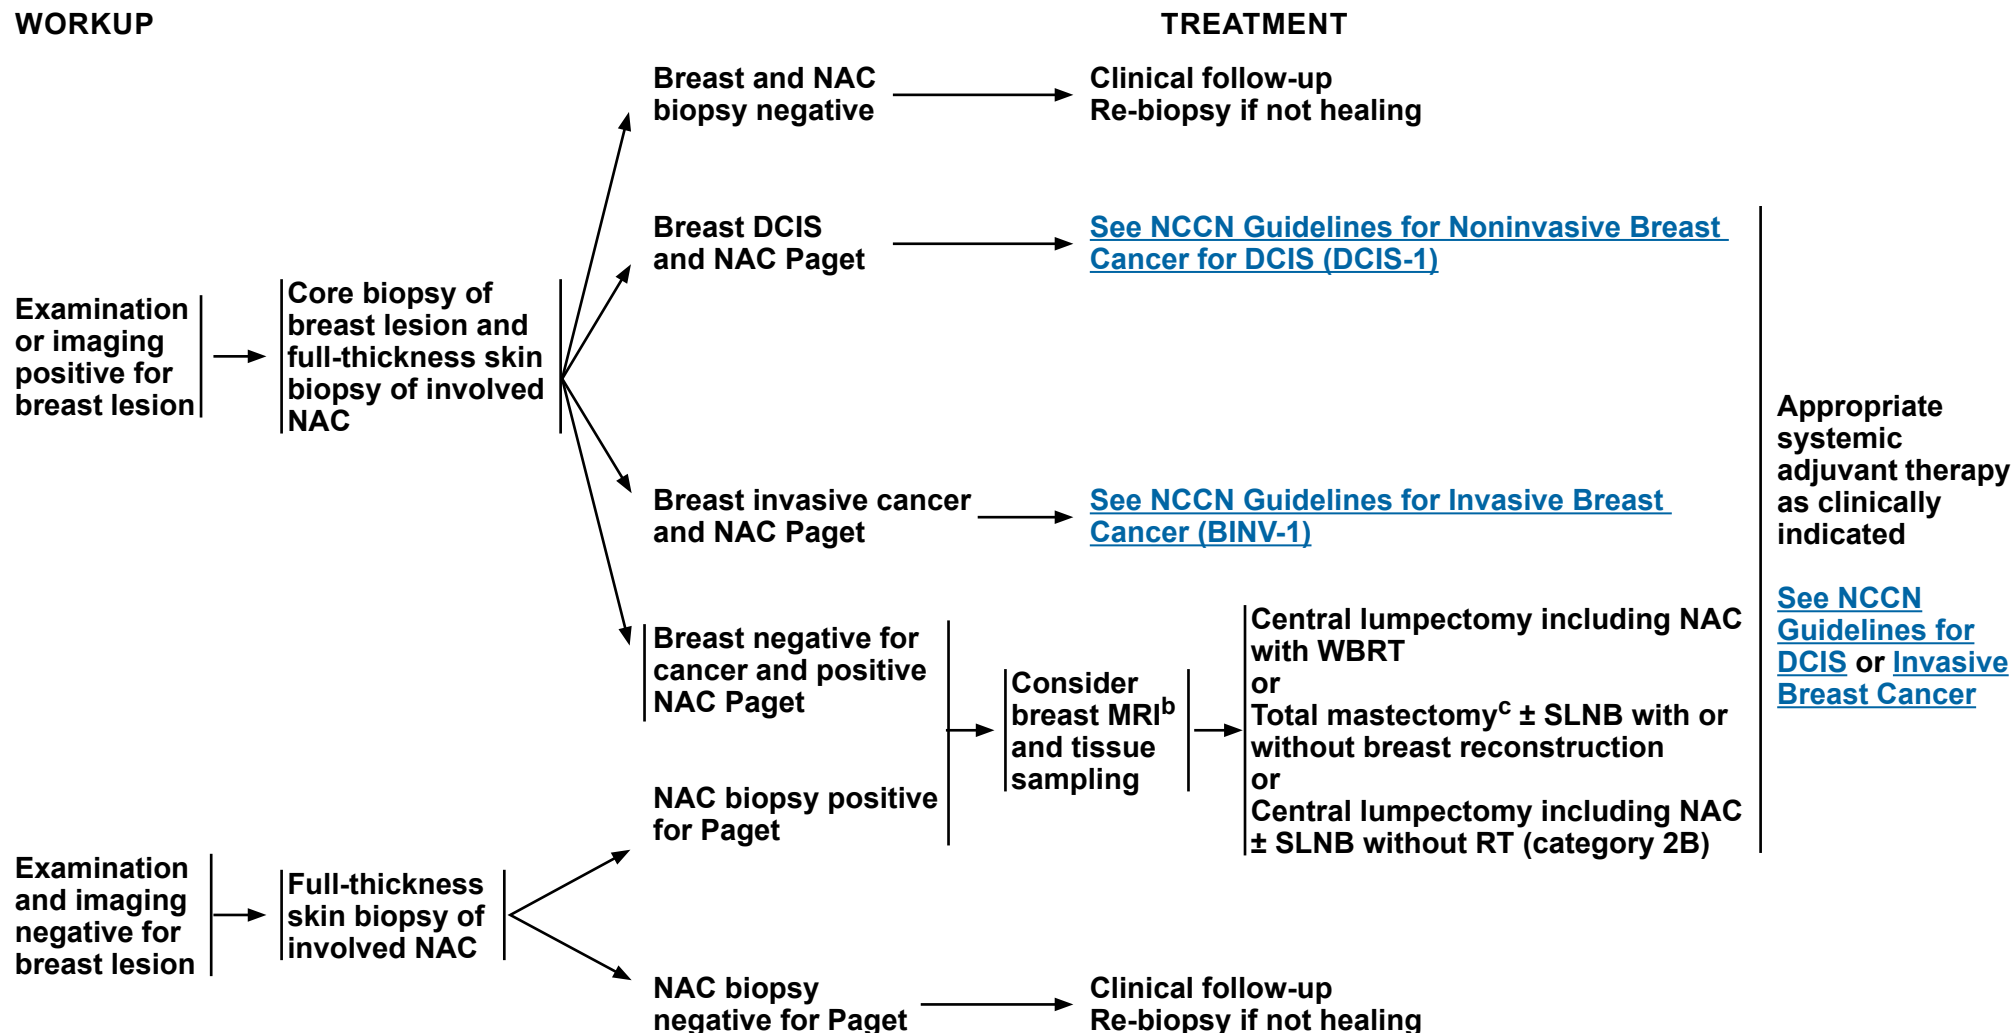 WORKUP
TREATMENT
Breast and NAC
biopsy negative
Clinical follow-up
Re-biopsy if not healing
Breast DCIS
and NAC Paget
See NCCN Guidelines for Noninvasive Breast
Cancer for DCIS (DCIS-1)
Examination
or imaging
positive for
breast lesion
Core biopsy of
breast lesion and
full-thickness skin
biopsy of involved
NAC
Breast invasive cancer
and NAC Paget
See NCCN Guidelines for Invasive Breast
Cancer (BINV-1)
Breast negative for
cancer and positive
NAC Paget
Consider
breast MRIb
and tissue
sampling
Central lumpectomy including NAC
with WBRT
or
Total mastectomyc ± SLNB with or
without breast reconstruction
or
Central lumpectomy including NAC
± SLNB without RT (category 2B)
Appropriate
systemic
adjuvant therapy
as clinically
indicated
See NCCN
Guidelines for
DCIS or Invasive
Breast Cancer
NAC biopsy positive
for Paget
Examination
and imaging
negative for
breast lesion
Full-thickness
skin biopsy of
involved NAC
NAC biopsy
negative for Paget
Clinical follow-up
Re-biopsy if not healing